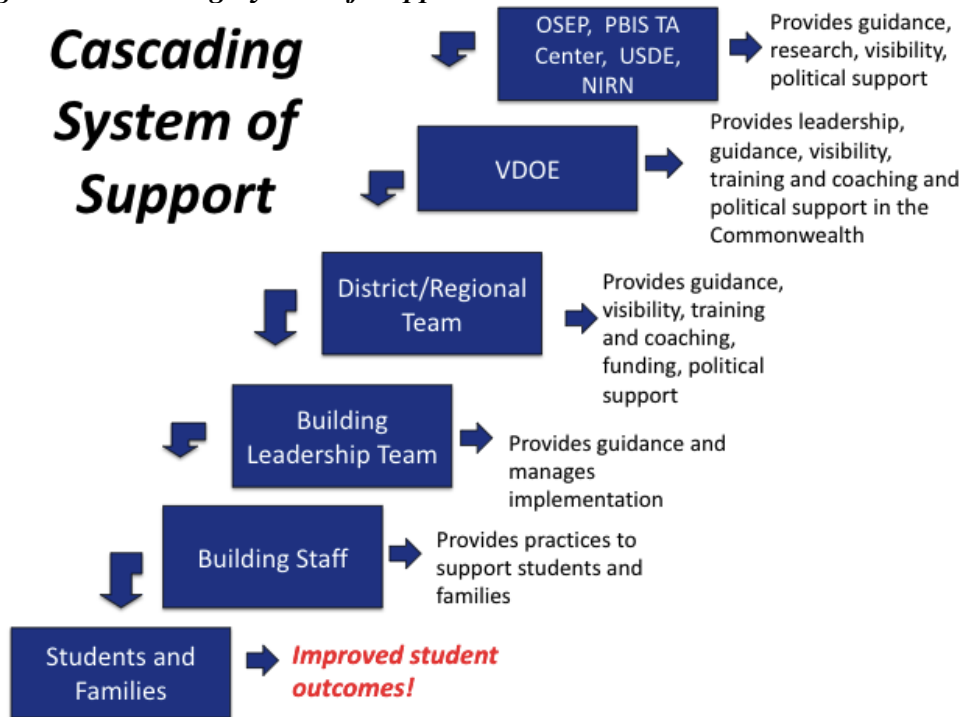 Cascading
System of
Support
OSEP, PBIS TA
Center, USDE,
NIRN
Provides guidance,
research, visibility,
political support
VDOE
Provides leadership,
guidance, visibility,
training and coaching and
political support in the
Commonwealth
District/Regional
Team
Provides guidance,
visibility, training
and coaching,
funding, political
support
Building
Leadership Team
Provides guidance and
manages
implementation
Building Staff
Provides practices to
support students and
families
Students and
Families
Improved student
outcomes!